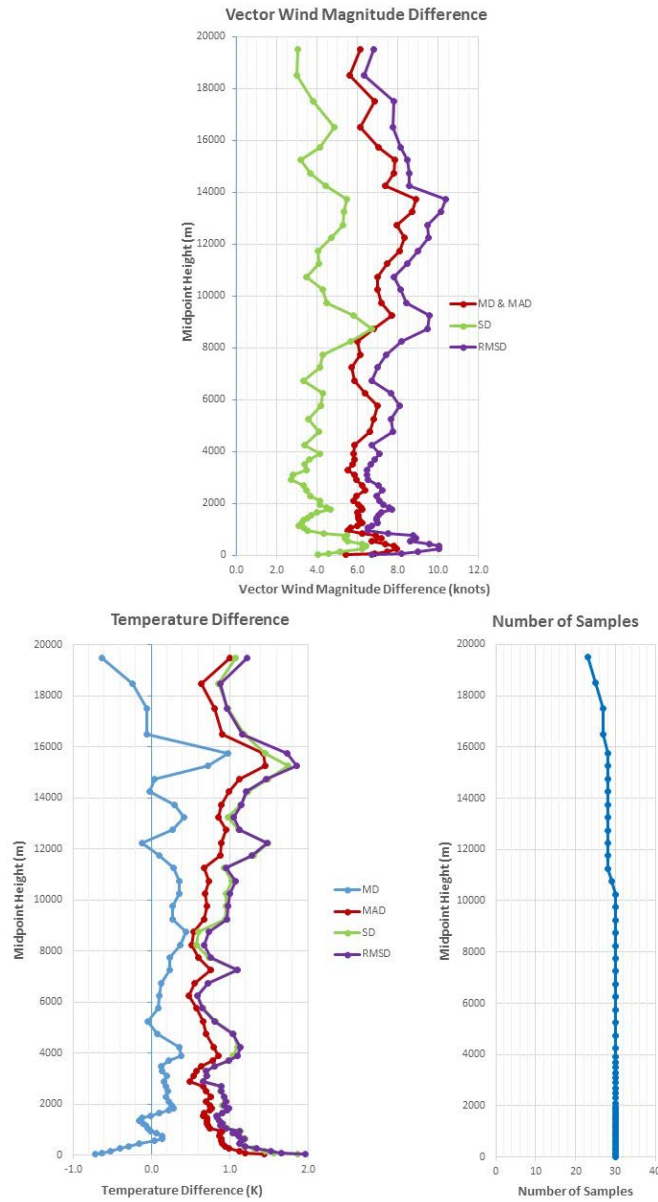 Vector Wind Magnitude Difference
20000
18000
16000
14000
12000
10000
8000
6000
4000
2000
0
Midpoint Height (m)
0.0 2.0 4.0 6.0 8.0 10.0 12.0
Vector Wind Magnitude Difference (knots)
MD & MAD
SD
RMSD
Temperature Difference
20000
18000
16000
14000
12000
10000
8000
6000
4000
2000
0
Midpoint Height (m)
-1.0 0.0 1.0 2.0
Temperature Difference (K)
MD
MAD
SD
RMSD
Number of Samples
20000
18000
16000
14000
12000
10000
8000
6000
4000
2000
0
Midpoint Hieght (m)
0 10 20 30 40
Number of Samples